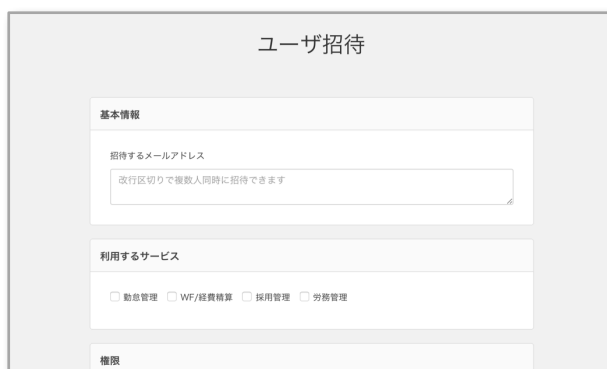 ユーザ招待
基本情報
招待するメールアドレス
改行区切りで複数人同時に招待できます
利用するサービス
勤怠管理 WF/経費精算 採用管理 労務管理
権限